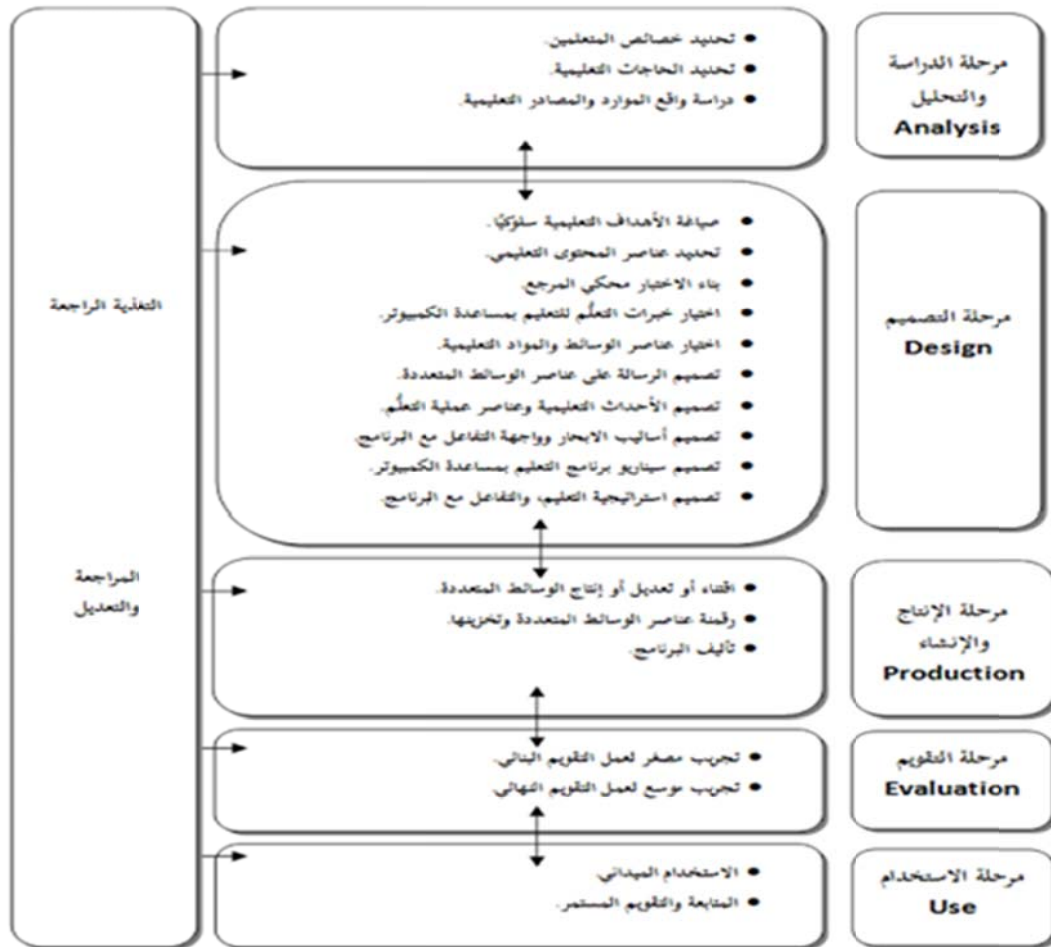 مرحلة الدراسة
والتحليل
Analysis
تحديد خصائص المتعلمين.
تحديد الحاجات التعليمية.
دراسة واقع الموارد والمصادر التعليمية.
مرحلة التصميم
Design
صياغة الأهداف التعليمية سلوكيًا.
تحديد عناصر المحتوى التعليمي.
بناء الاختبار محكي المرجع.
اختيار خبرات التعلُّم للتعليم بمساعدة الكمبيوتر.
اختيار عناصر الوسائط والمواد التعليمية.
تصميم الرسالة على عناصر الوسائط المتعددة.
تصميم الأحداث التعليمية وعناصر عملية التعلُّم.
تصميم أساليب الابحار وواجهة التفاعل مع البرنامج.
تصميم سيناريو برنامج التعليم بمساعدة الكمبيوتر.
تصميم استراتيجية التعليم، والتفاعل مع البرنامج.
مرحلة الإنتاج
والإنشاء
Production
اقتناء أو تعديل أو إنتاج الوسائط المتعددة.
رقمنة عناصر الوسائط المتعددة وتخزينها.
تأليف البرنامج.
مرحلة التقويم
Evaluation
تجريب مصغر لعمل التقويم البنائي.
تجريب موسع لعمل التقويم النهائي.
مرحلة الاستخدام
Use
الاستخدام الميداني.
المتابعة والتقويم المستمر.
التغذية الراجعة
المراجعة
والتعديل